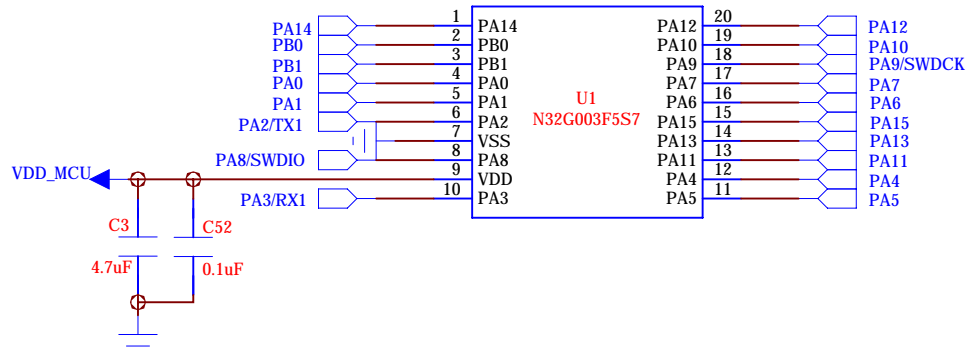 PA14 1 PA14 PA12 20 PA12
PB0 2 PB0 PA10 19 PA10
PB1 3 PB1 PA9 18 PA9/SWDCK
PA0 4 PA0 PA7 17 PA7
PA1 5 PA1 U1 PA6 16 PA6
PA2/TX1 6 PA2 N32G003F5S7 PA15 15 PA15
7 VSS PA13 14 PA13
PA8/SWDIO 8 PA8 PA11 13 PA11
VDD_MCU 9 VDD PA4 12 PA4
PA3/RX1 10 PA3 PA5 11 PA5
C3 C52
4.7uF 0.1uF